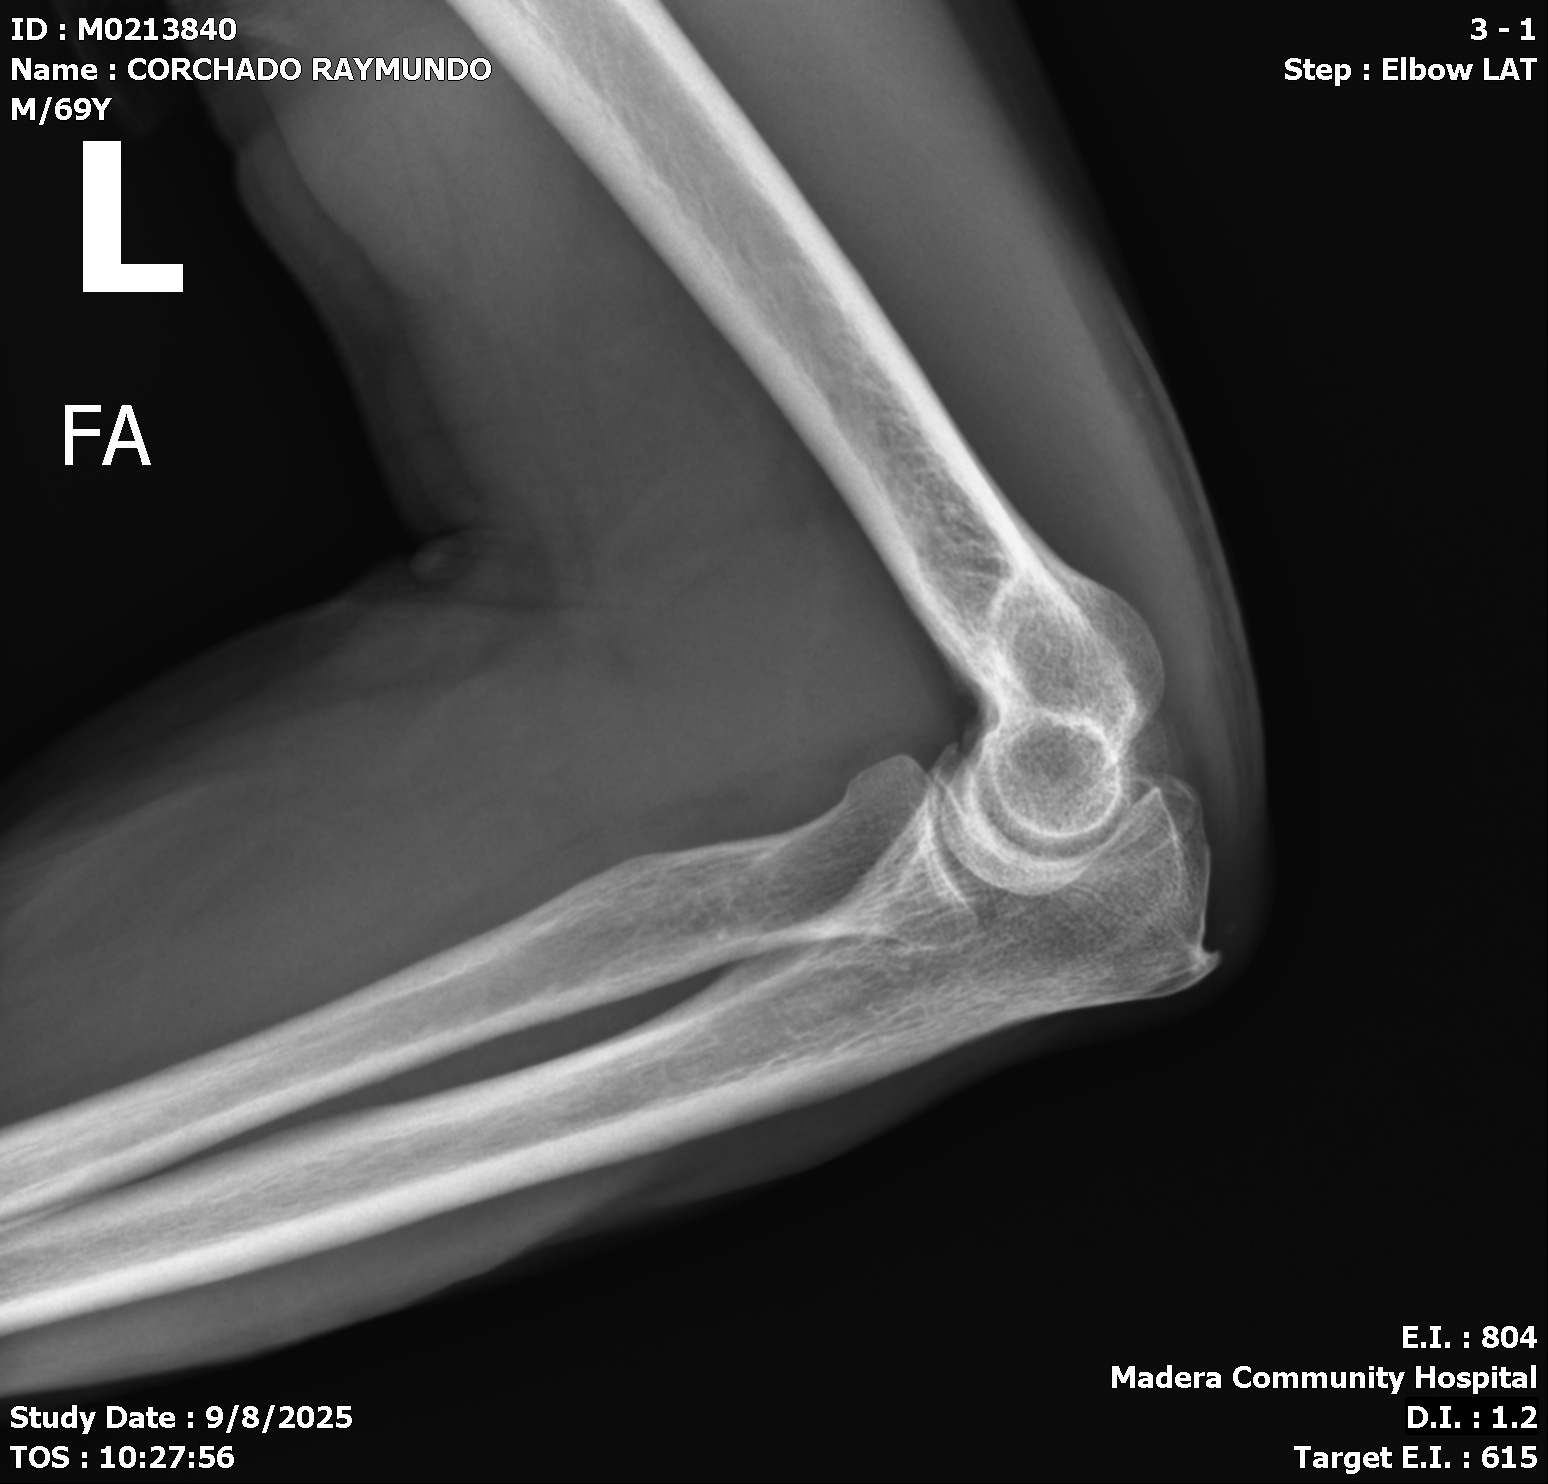 ID : M0213840
Name : CORCHADO RAYMUNDO
M/69Y
L
FA
3 - 1
Step : Elbow LAT
E.I. : 804
Madera Community Hospital
D.I. : 1.2
Target E.I. : 615
Study Date : 9/8/2025
TOS : 10:27:56